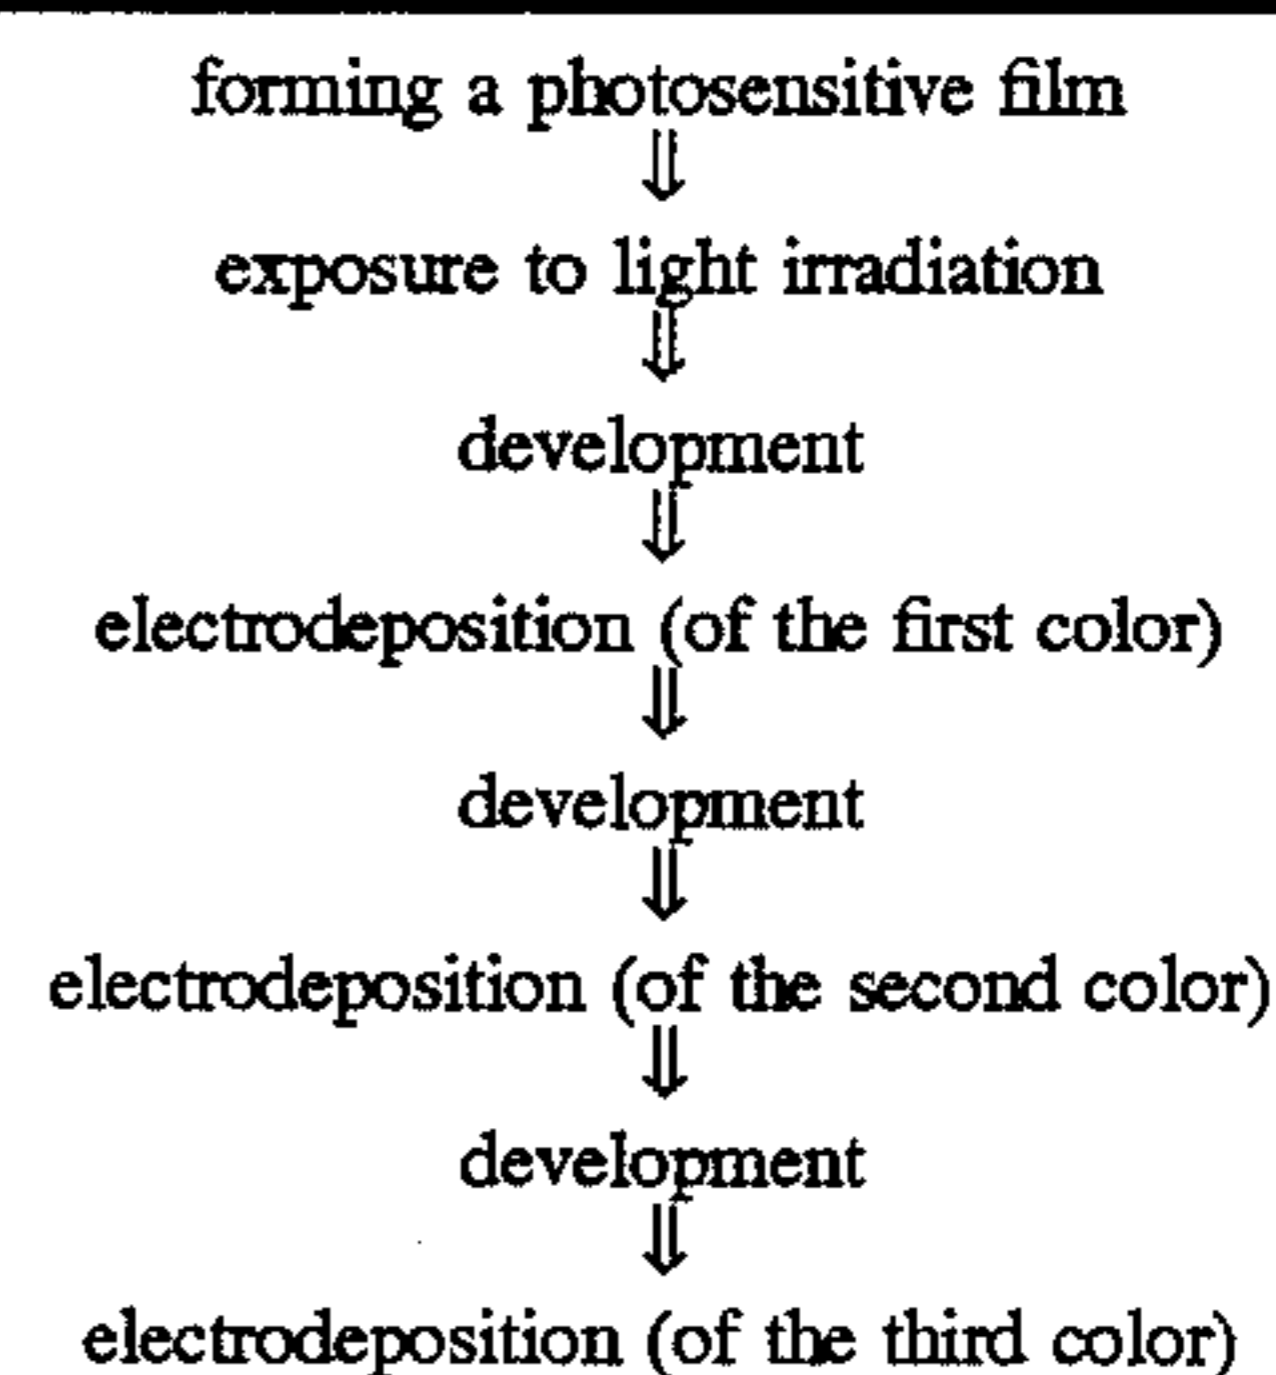 forming a photosensitive film
⇓
exposure to light irradiation
⇓
development
⇓
electrodeposition (of the first color)
⇓
development
⇓
electrodeposition (of the second color)
⇓
development
⇓
electrodeposition (of the third color)